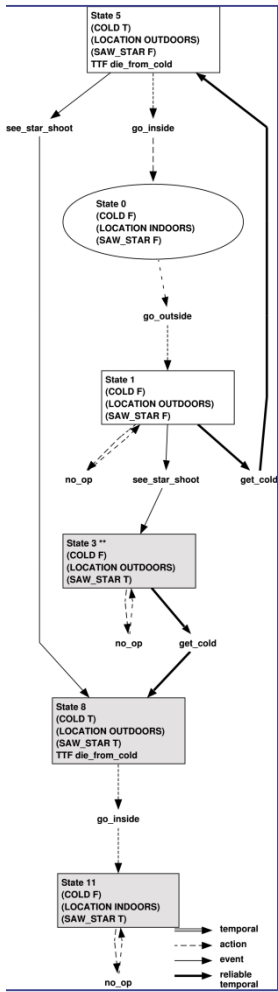 State 5
(COLD T)
(LOCATION OUTDOORS)
(SAW_STAR F)
TTF die_from_cold
see_star_shoot
go_inside
State 0
(COLD F)
(LOCATION INDOORS)
(SAW_STAR F)
go_outside
State 1
(COLD F)
(LOCATION OUTDOORS)
(SAW_STAR F)
no_op
see_star_shoot
get_cold
State 3 **
(COLD F)
(LOCATION OUTDOORS)
(SAW_STAR T)
no_op
get_cold
State 8
(COLD T)
(LOCATION OUTDOORS)
(SAW_STAR T)
TTF die_from_cold
go_inside
State 11
(COLD F)
(LOCATION INDOORS)
(SAW_STAR T)
no_op
temporal
action
event
reliable
temporal